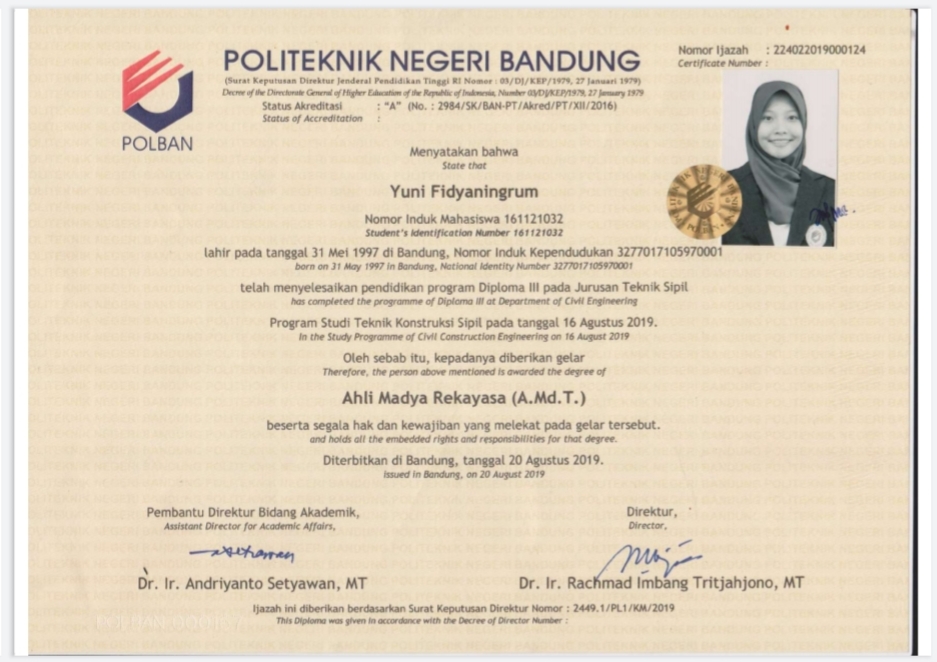 POLITEKNIK NEGERI BANDUNG
Nomor Ijazah : 224022019000124
Certificate Number :
(Surat Keputusan Direktur Jenderal Pendidikan Tinggi RI Nomor : 03/DJ/KEP/1979, 27 Januari 1979)
Decree of the Directorate General of Higher Education of the Republic of Indonesia, Number 03/DJ/KEP/1979, 27 January 1979
Status Akreditasi : "A" (No. : 2984/SK/BAN-PT/Akred/PT/XII/2016)
Status of Accreditation :
POLBAN
Menyatakan bahwa
State that
Yuni Fidyaningrum
Nomor Induk Mahasiswa 161121032
Student's Identification Number 161121032
lahir pada tanggal 31 Mei 1997 di Bandung, Nomor Induk Kependudukan 3277017105970001
born on 31 May 1997 in Bandung, National Identity Number 3277017105970001
telah menyelesaikan pendidikan program Diploma III pada Jurusan Teknik Sipil
has completed the programme of Diploma III at Department of Civil Engineering
Program Studi Teknik Konstruksi Sipil pada tanggal 16 Agustus 2019.
In the Study Programme of Civil Construction Engineering on 16 August 2019
Oleh sebab itu, kepadanya diberikan gelar
Therefore, the person above mentioned is awarded the degree of
Ahli Madya Rekayasa (A.Md.T.)
beserta segala hak dan kewajiban yang melekat pada gelar tersebut.
and holds all the embedded rights and responsibilities for that degree.
Diterbitkan di Bandung, tanggal 20 Agustus 2019.
issued in Bandung, on 20 August 2019
Pembantu Direktur Bidang Akademik,
Assistant Director for Academic Affairs,
Direktur,
Director,
Dr. Ir. Andriyanto Setyawan, MT
Dr. Ir. Rachmad Imbang Tritjahjono, MT
Ijazah ini diberikan berdasarkan Surat Keputusan Direktur Nomor : 2449.1/PL1/KM/2019
This Diploma was given in accordance with the Decree of Director Number :